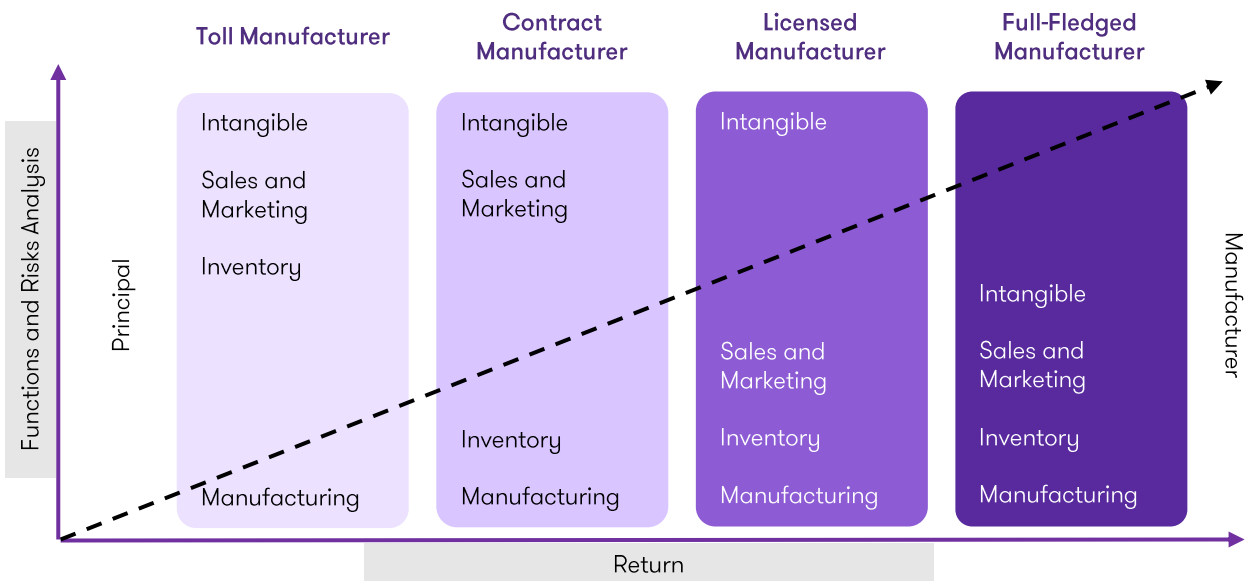 Toll Manufacturer
Contract
Manufacturer
Licensed
Manufacturer
Full-Fledged
Manufacturer
Functions and Risks Analysis
Principal
Intangible
Sales and
Marketing
Inventory
Manufacturing
Intangible
Sales and
Marketing
Inventory
Manufacturing
Intangible
Sales and
Marketing
Inventory
Manufacturing
Intangible
Sales and
Marketing
Inventory
Manufacturing
Manufacturer
Return